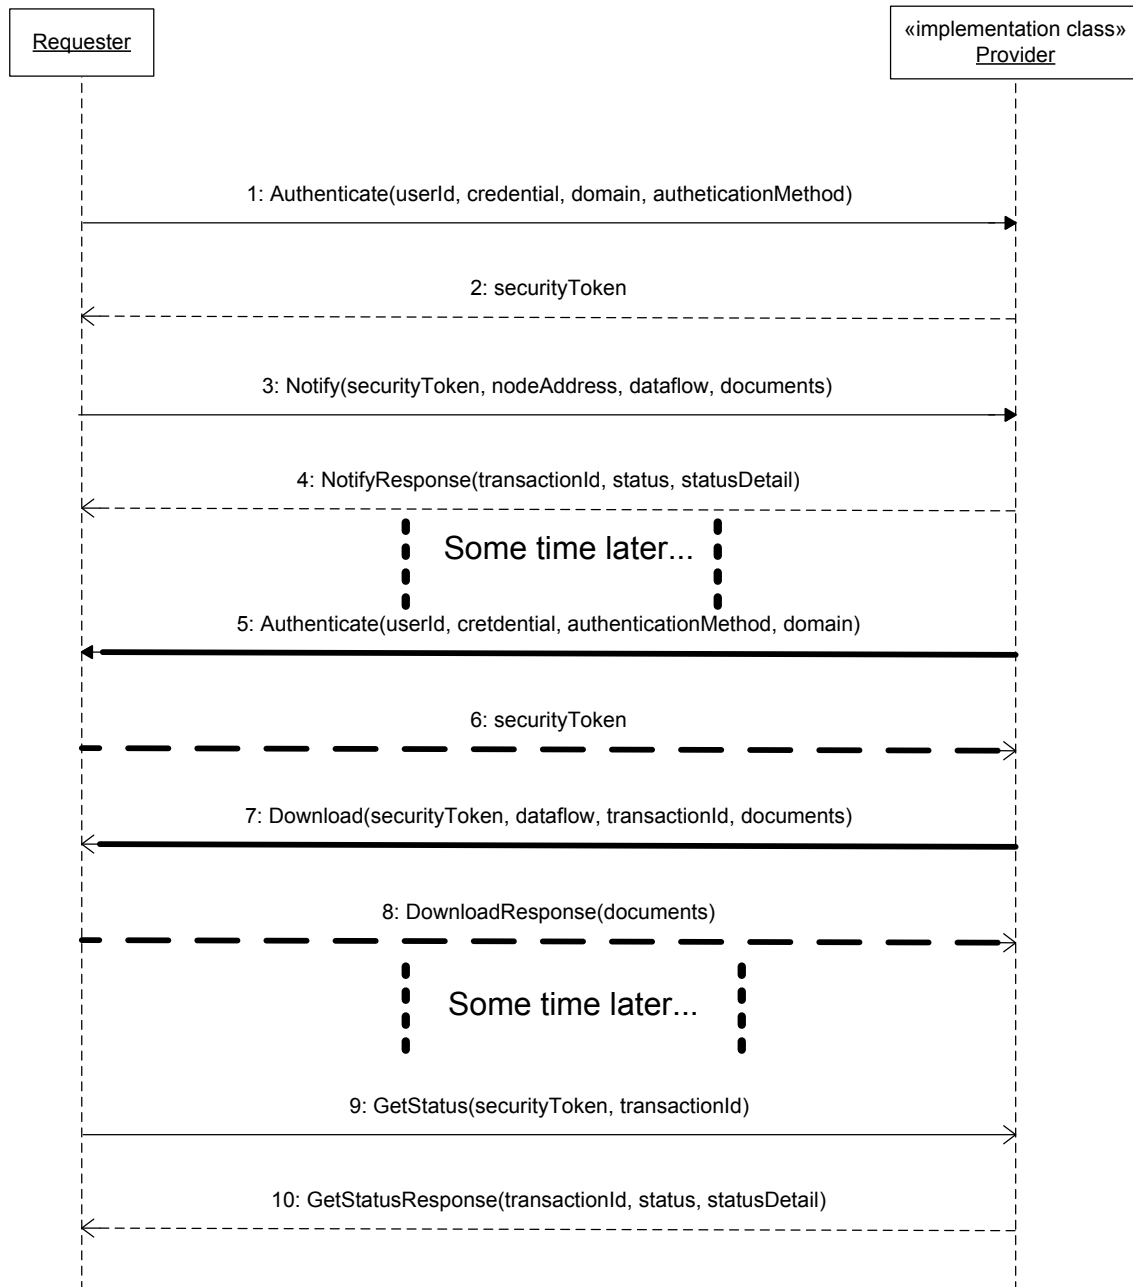 Requester
«implementation class»
Provider
1: Authenticate(userId, credential, domain, autheticationMethod)
2: securityToken
3: Notify(securityToken, nodeAddress, dataflow, documents)
4: NotifyResponse(transactionId, status, statusDetail)
Some time later...
5: Authenticate(userId, cretdential, authenticationMethod, domain)
6: securityToken
7: Download(securityToken, dataflow, transactionId, documents)
8: DownloadResponse(documents)
Some time later...
9: GetStatus(securityToken, transactionId)
10: GetStatusResponse(transactionId, status, statusDetail)